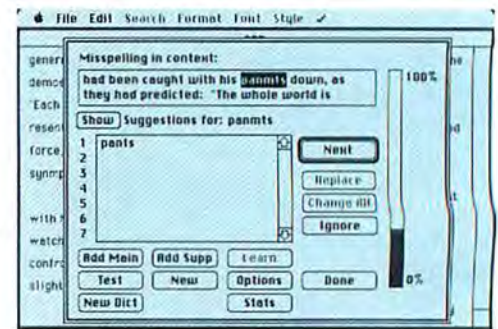 File Edit Search Format Font Style
Misspelling in context:
had been caught with his panmts down, as
they had predicted: "The whole world is
Show Suggestions for: panmts
1 pants
2
3
4
5
6
7
Next
Replace
Change All
Ignore
Add Main Add Supp Learn
Test New Options Done
New Dict Stats
100%
0%
gener
democ
"Each
resent
force,
sympt
with
watch
contro
slight
he
ed
t